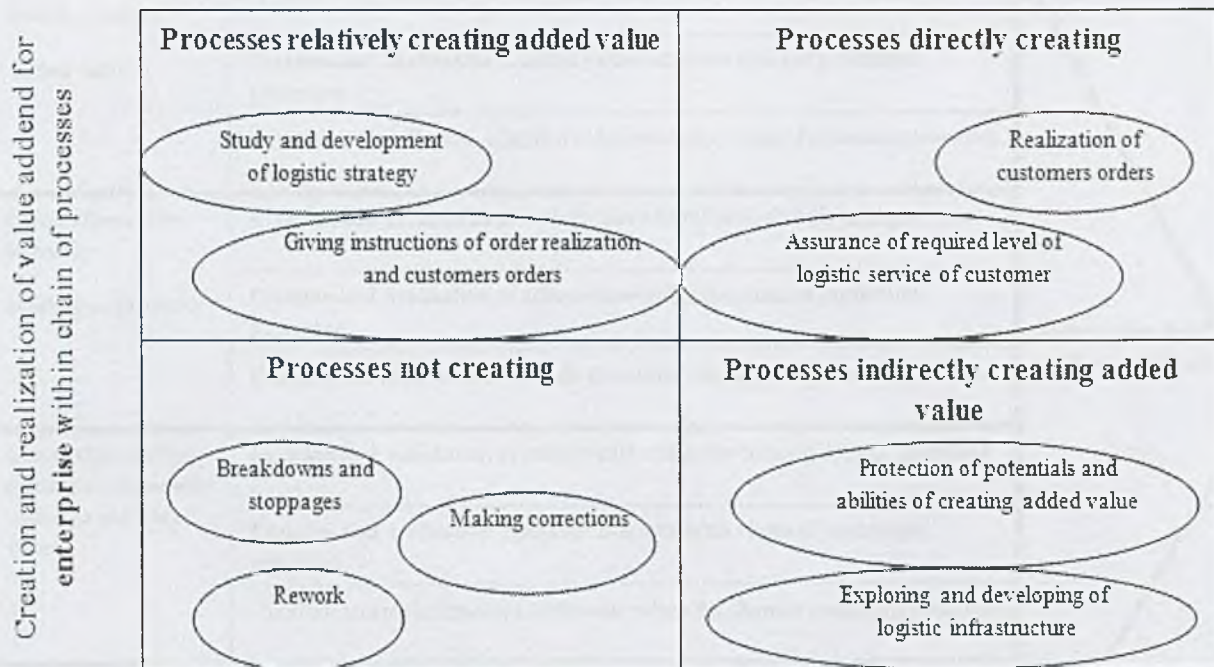 Creation and realization of value addend for
enterprise within chain of processes
Processes relatively creating added value
Study and development
of logistic strategy
Giving instructions of order realization
and customers orders
Processes directly creating
Realization of
customers orders
Assurance of required level of
logistic service of customer
Processes not creating
Breakdowns and
stoppages
Making corrections
Rework
Processes indirectly creating added
value
Protection of potentials and
abilities of creating added value
Exploring and developing of
logistic infrastructure